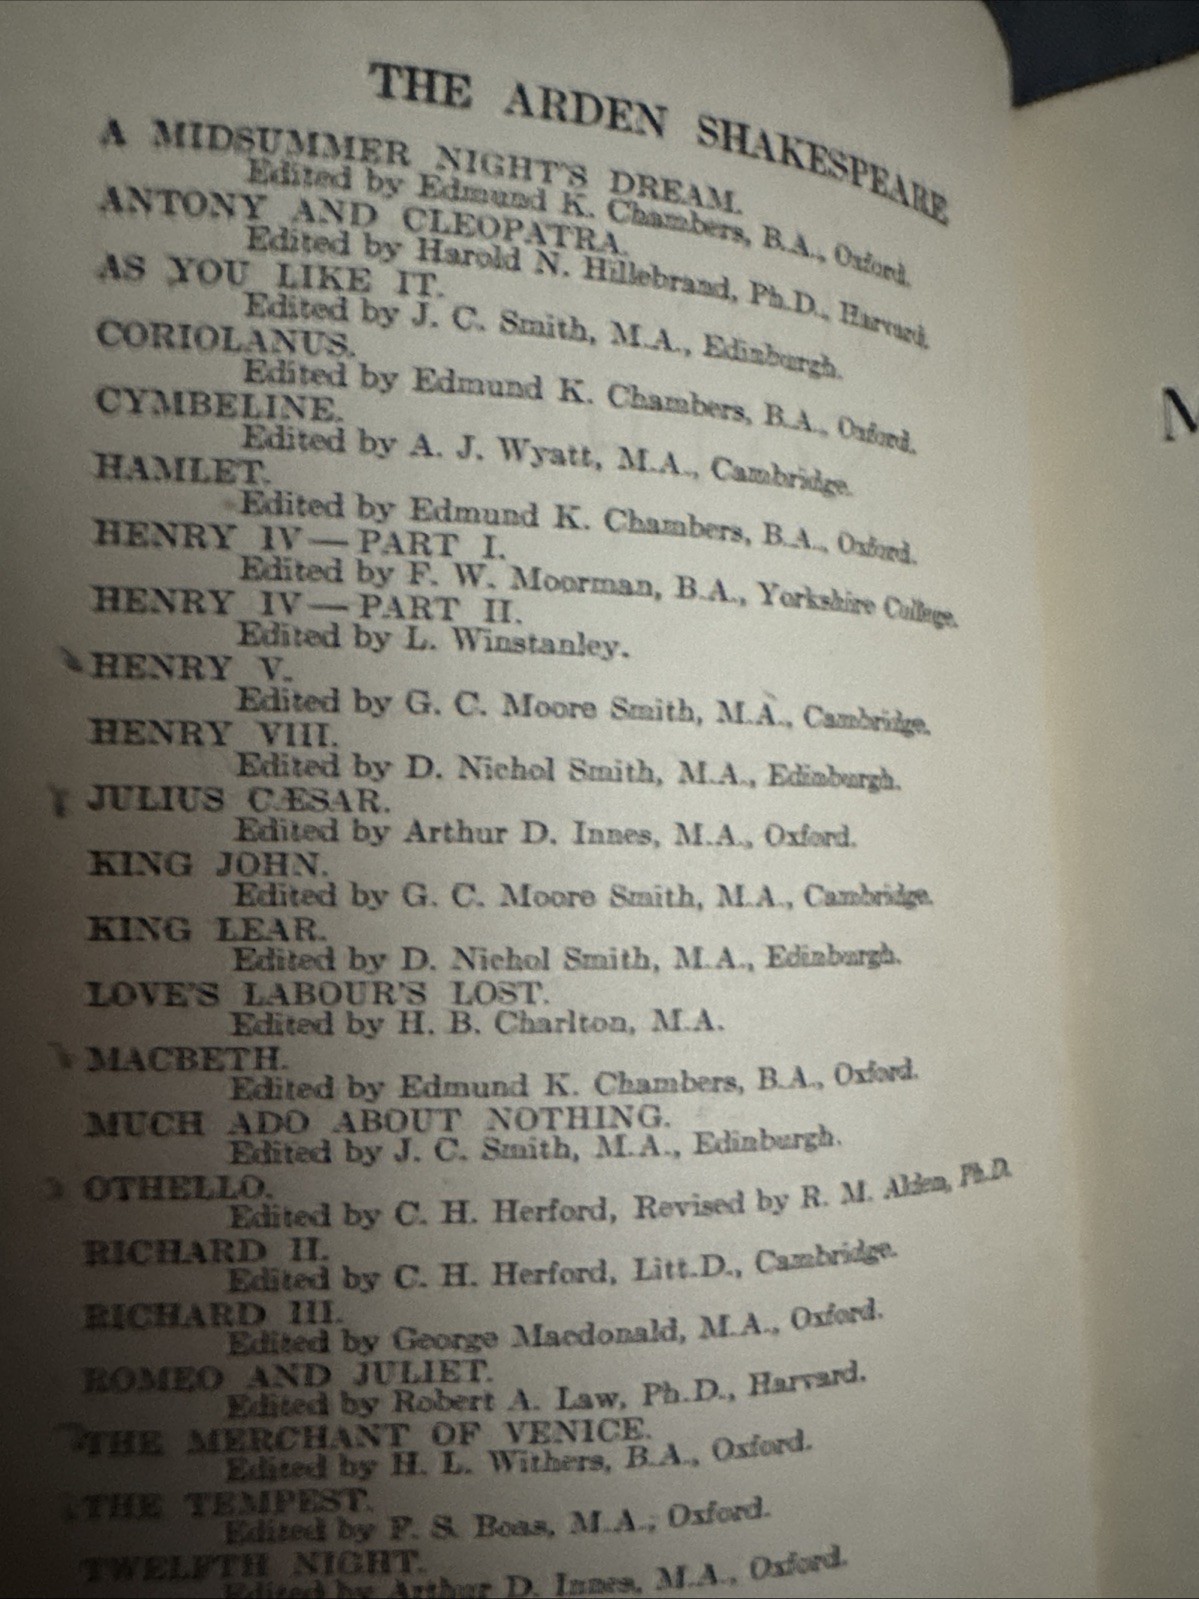 THE ARDEN SHAKESPEARE
A MIDSUMMER NIGHT'S DREAM.
Edited by Edmund K. Chambers, B.A., Oxford.
ANTONY AND CLEOPATRA.
Edited by Harold N. Hillebrand, Ph.D., Harvard.
AS YOU LIKE IT.
Edited by J. C. Smith, M.A., Edinburgh.
CORIOLANUS.
Edited by Edmund K. Chambers, B.A., Oxford.
CYMBELINE.
Edited by A. J. Wyatt, M.A., Cambridge.
HAMLET.
Edited by Edmund K. Chambers, B.A., Oxford.
HENRY IV—PART I.
Edited by F. W. Moorman, B.A., Yorkshire College.
HENRY IV—PART II.
Edited by L. Winstanley.
HENRY V.
Edited by G. C. Moore Smith, M.A., Cambridge.
HENRY VIII.
Edited by D. Nichol Smith, M.A., Edinburgh.
JULIUS CÆSAR.
Edited by Arthur D. Innes, M.A., Oxford.
KING JOHN.
Edited by G. C. Moore Smith, M.A., Cambridge.
KING LEAR.
Edited by D. Nichol Smith, M.A., Edinburgh.
LOVE'S LABOUR'S LOST.
Edited by H. B. Charlton, M.A.
MACBETH.
Edited by Edmund K. Chambers, B.A., Oxford.
MUCH ADO ABOUT NOTHING.
Edited by J. C. Smith, M.A., Edinburgh.
OTHELLO.
Edited by C. H. Herford, Revised by R. M. Alden, Ph.D.
RICHARD II.
Edited by C. H. Herford, Litt.D., Cambridge.
RICHARD III.
Edited by George Macdonald, M.A., Oxford.
ROMEO AND JULIET.
Edited by Robert A. Law, Ph.D., Harvard.
THE MERCHANT OF VENICE.
Edited by H. L. Withers, B.A., Oxford.
THE TEMPEST.
Edited by F. S. Boas, M.A., Oxford.
TWELFTH NIGHT.
Edited by Arthur D. Innes, M.A., Oxford.